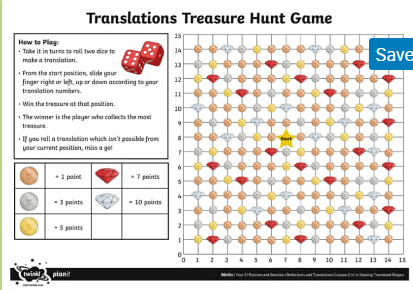 Translations Treasure Hunt Game
Save
How to Play:
• Take it in turns to roll two dice to
make a translation.
• From the start position, slide your
finger right or left, up or down according to your
translation numbers.
• Win the treasure at that position.
• The winner is the player who collects the most
treasure.
• If you roll a translation which isn't possible from
your current position, miss a go!
= 1 point
= 7 points
= 3 points
= 10 points
= 5 points
15
14
13
12
11
10
9
8
7
6
5
4
3
2
1
0
Start
0 1 2 3 4 5 6 7 8 9 10 11 12 13 14 15
twinkl planit